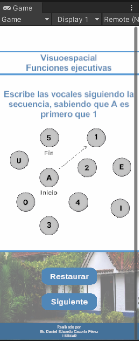 Game
Game
Display 1
Remote (N
Visuoespacial
Funciones ejecutivas
Escribe las vocales siguiendo la
secuencia, sabiendo que A es
primero que 1
5
1
Fin
U
2
E
A
Inicio
O
4
I
3
Restaurar
Siguiente